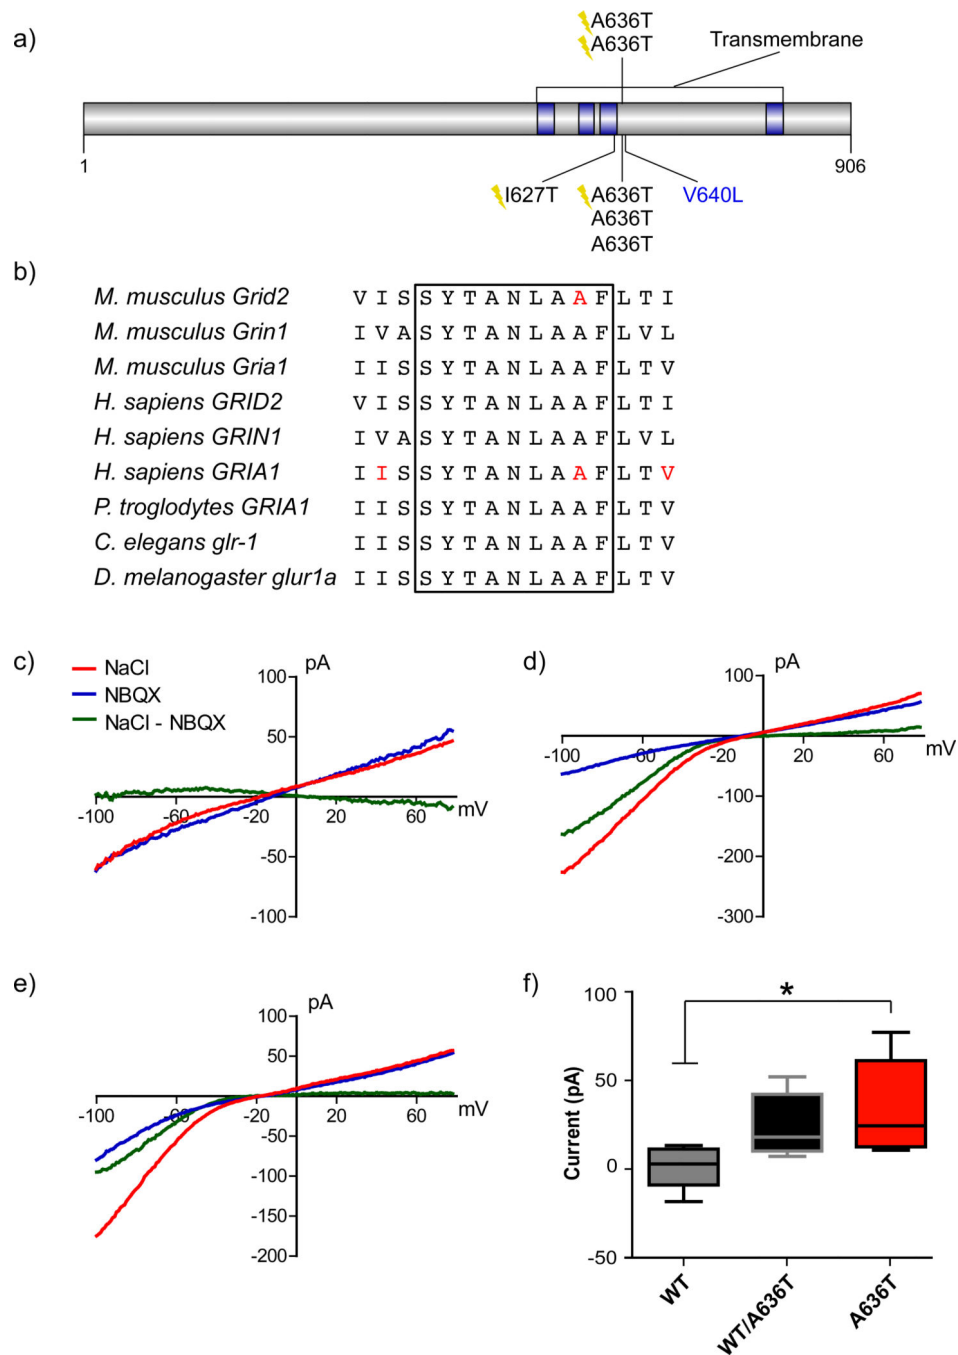 a)
A636T
A636T
Transmembrane
1
906
I627T
A636T
V640L
A636T
A636T
b)
M. musculus Grid2 V I S S Y T A N L A A F L T I
M. musculus Grin1 I V A S Y T A N L A A F L V L
M. musculus Gria1 I I S S Y T A N L A A F L T V
H. sapiens GRID2 V I S S Y T A N L A A F L T I
H. sapiens GRIN1 I V A S Y T A N L A A F L V L
H. sapiens GRIA1 I I S S Y T A N L A A F L T V
P. troglodytes GRIA1 I I S S Y T A N L A A F L T V
C. elegans glr-1 I I S S Y T A N L A A F L T V
D. melanogaster glur1a I I S S Y T A N L A A F L T V
c)
NaCl
NBQX
NaCl - NBQX
pA
100
50
-100 -60 -20 20 60 mV
-50
-100
d)
pA
100
-100 -60 -20 20 60 mV
-100
-200
-300
e)
pA
100
50
-100 -60 -20 20 60 mV
-50
-100
-150
-200
f)
Current (pA)
100
50
0
-50
*
WT
WT/A636T
A636T